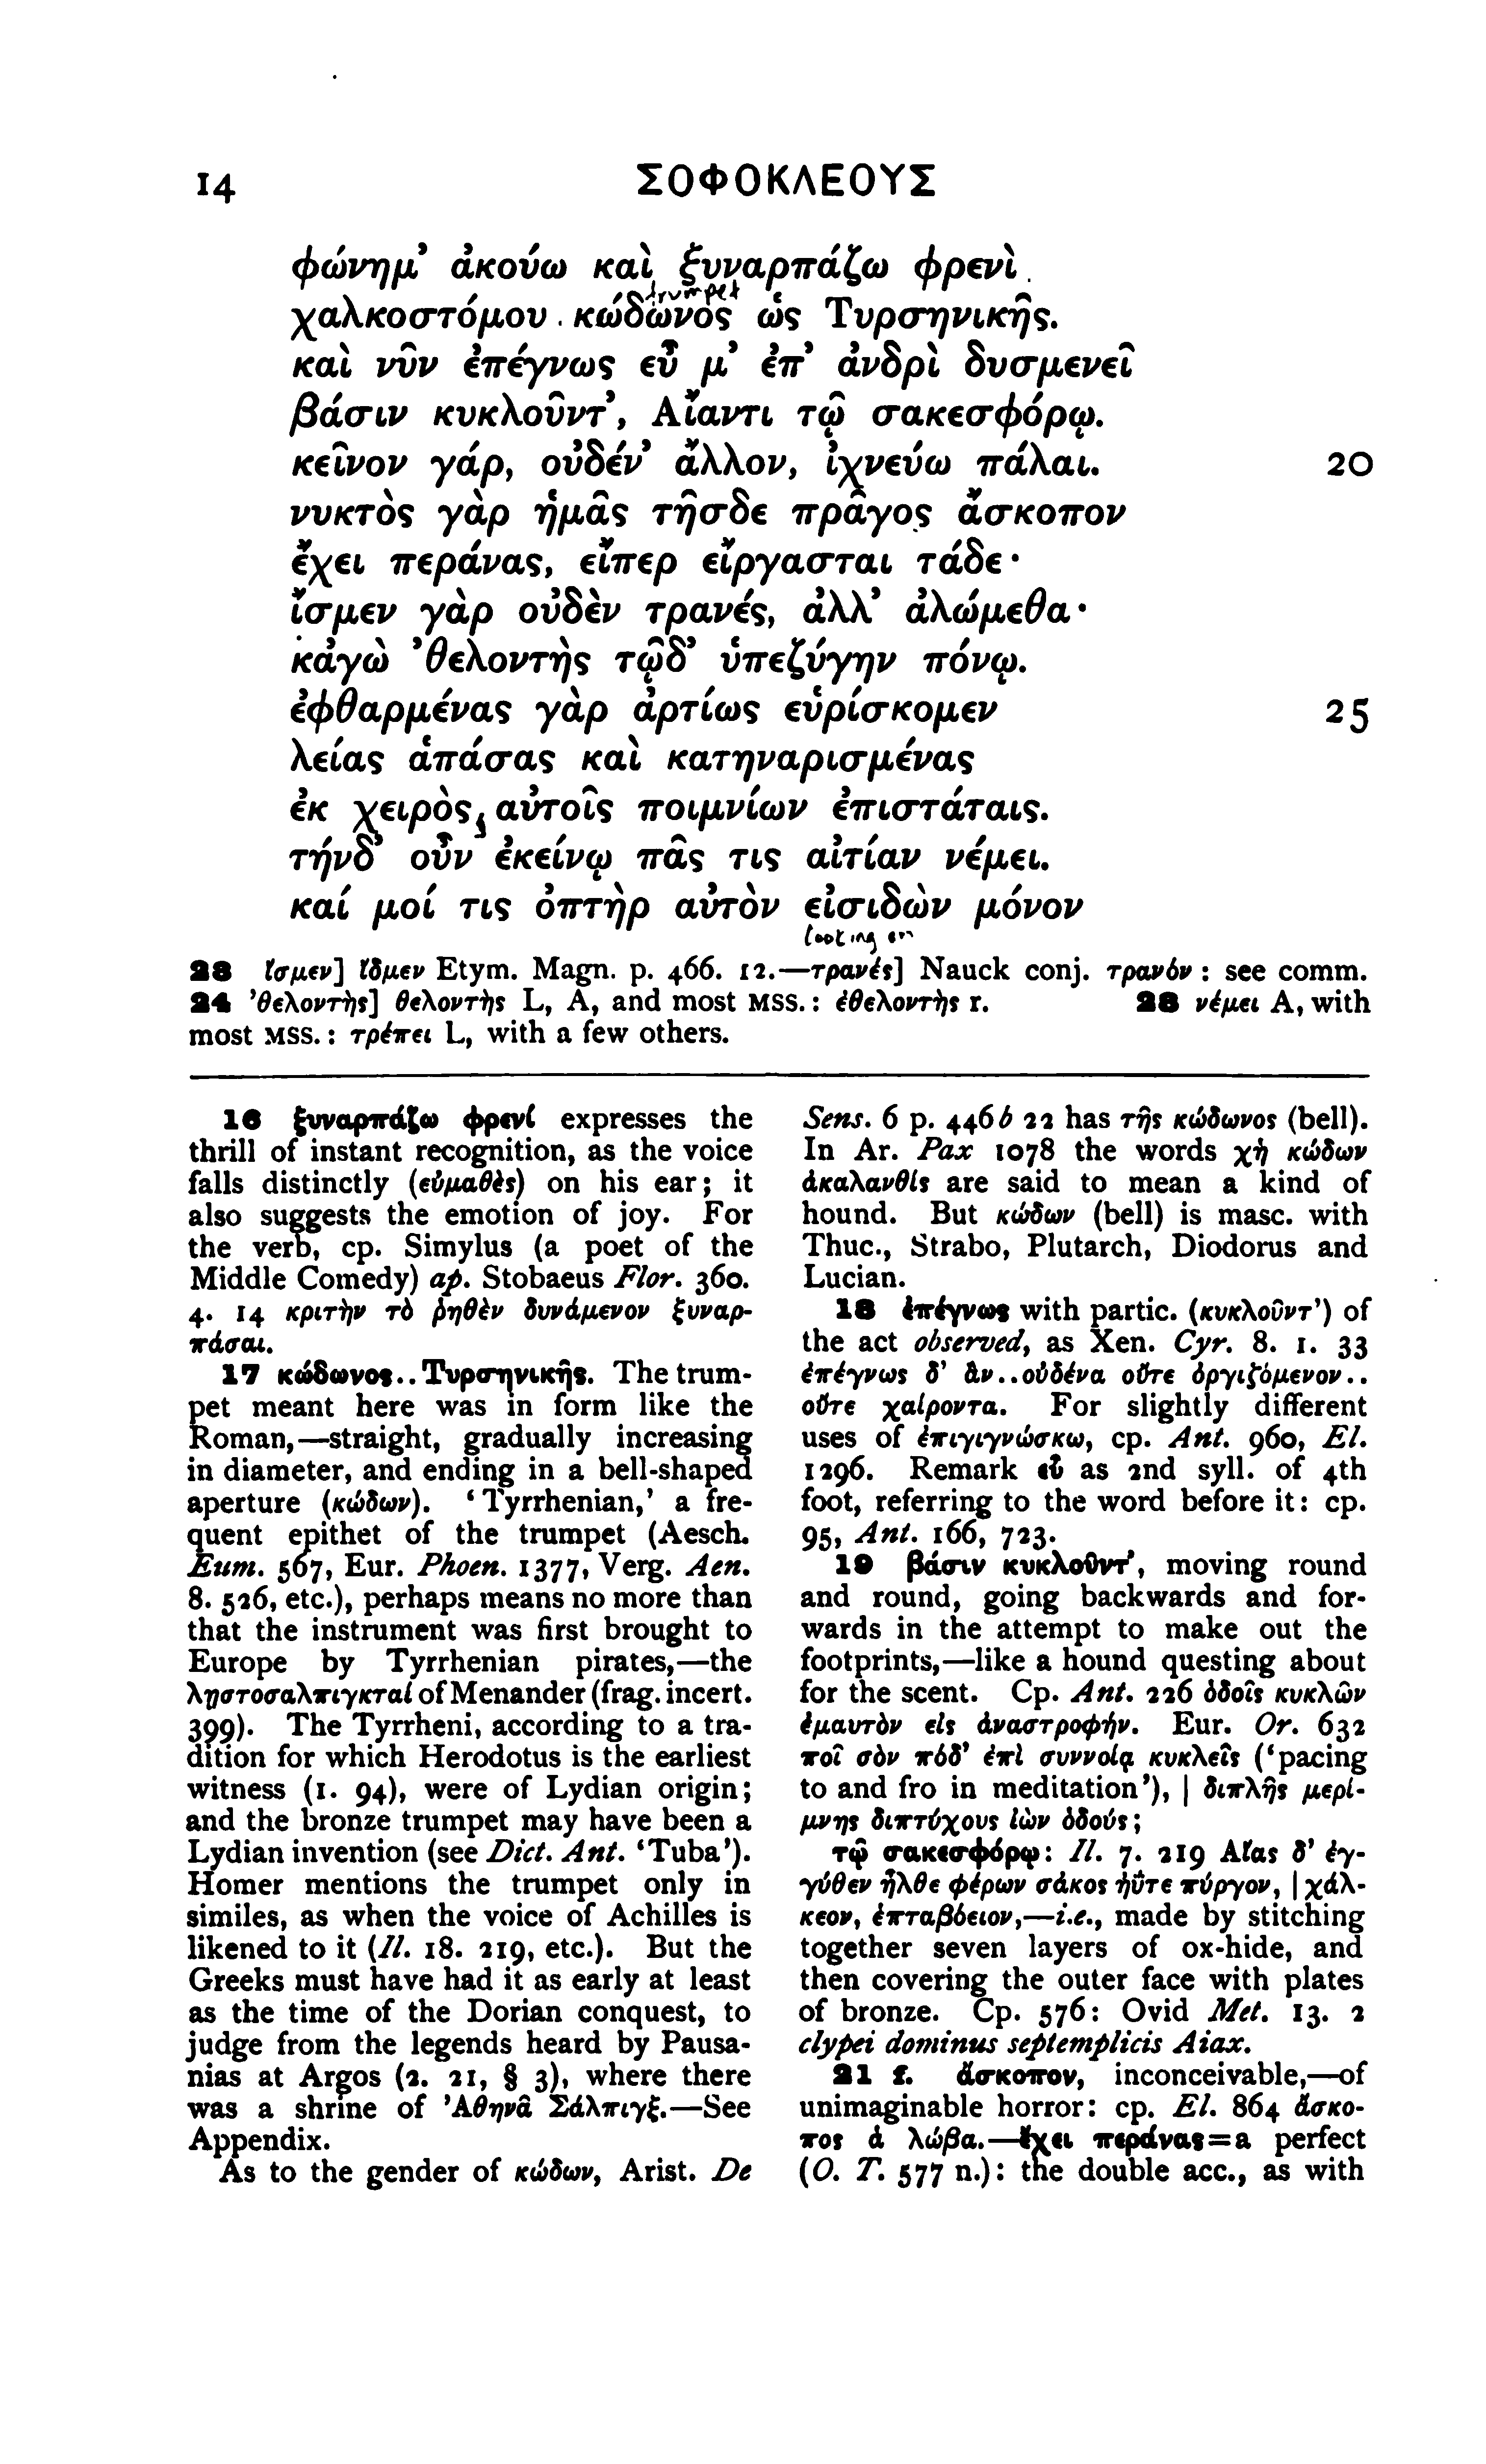 14
ΣΟΦΟΚΛΕΟΥΣ
φώνημ’ ἀκούω καὶ ξυναρπάζω φρενὶ
trumpet
χαλκοστόμου κώδωνος ὡς Τυρσηνικῆς.
καὶ νῦν ἐπέγνως εὖ μ’ ἐπ’ ἀνδρὶ δυσμενεῖ
βάσιν κυκλοῦντ’, Αἴαντι τῷ σακεσφόρῳ.
κεῖνον γάρ, οὐδέν’ ἄλλον, ἰχνεύω πάλαι. 20
νυκτὸς γὰρ ἡμᾶς τῆσδε πρᾶγος ἄσκοπον
ἔχει περάνας, εἴπερ εἴργασται τάδε·
ἴσμεν γὰρ οὐδὲν τρανές, ἀλλ’ ἀλώμεθα·
κἀγὼ ’θελοντὴς τῷδ’ ὑπεζύγην πόνῳ.
ἐφθαρμένας γὰρ ἀρτίως εὑρίσκομεν 25
λείας ἁπάσας καὶ κατηναρισμένας
ἐκ χειρὸς αὐτοῖς ποιμνίων ἐπιστάταις.
τήνδ’ οὖν ἐκείνῳ πᾶς τις αἰτίαν νέμει.
καί μοί τις ὀπτὴρ αὐτὸν εἰσιδὼν μόνον
looking on
23 ἴσμεν] ἴδμεν Etym. Magn. p. 466. 12.—τρανές] Nauck conj. τρανόν : see comm.
24 ’θελοντὴς] θελοντὴς L, A, and most MSS. : ἐθελοντὴς r. 28 νέμει A, with
most MSS. : τρέπει L, with a few others.
16 ξυναρπάζω φρενί expresses the
thrill of instant recognition, as the voice
falls distinctly (εὐμαθὲς) on his ear; it
also suggests the emotion of joy. For
the verb, cp. Simylus (a poet of the
Middle Comedy) ap. Stobaeus Flor. 360.
4. 14 κριτὴν τὸ ῥηθὲν δυνάμενον ξυναρ-
πάσαι.
17 κώδωνος..Τυρσηνικῆς. The trum-
pet meant here was in form like the
Roman,—straight, gradually increasing
in diameter, and ending in a bell-shaped
aperture (κώδων). ‘Tyrrhenian,’ a fre-
quent epithet of the trumpet (Aesch.
Eum. 567, Eur. Phoen. 1377, Verg. Aen.
8. 526, etc.), perhaps means no more than
that the instrument was first brought to
Europe by Tyrrhenian pirates,—the
λῃστοσαλπιγκταί of Menander (frag. incert.
399). The Tyrrheni, according to a tra-
dition for which Herodotus is the earliest
witness (1. 94), were of Lydian origin;
and the bronze trumpet may have been a
Lydian invention (see Dict. Ant. ‘Tuba’).
Homer mentions the trumpet only in
similes, as when the voice of Achilles is
likened to it (Il. 18. 219, etc.). But the
Greeks must have had it as early at least
as the time of the Dorian conquest, to
judge from the legends heard by Pausa-
nias at Argos (2. 21, § 3), where there
was a shrine of Ἀθηνᾶ Σάλπιγξ.—See
Appendix.
As to the gender of κώδων, Arist. De
Sens. 6 p. 446 b 22 has τῆς κώδωνος (bell).
In Ar. Pax 1078 the words χἠ κώδων
ἀκαλανθίς are said to mean a kind of
hound. But κώδων (bell) is masc. with
Thuc., Strabo, Plutarch, Diodorus and
Lucian.
18 ἐπέγνως with partic. (κυκλοῦντ’) of
the act observed, as Xen. Cyr. 8. 1. 33
ἐπέγνως δ’ ἂν..οὐδένα οὔτε ὀργιζόμενον..
οὔτε χαίροντα. For slightly different
uses of ἐπιγιγνώσκω, cp. Ant. 960, El.
1296. Remark εὖ as 2nd syll. of 4th
foot, referring to the word before it: cp.
95, Ant. 166, 723.
19 βάσιν κυκλοῦντ’, moving round
and round, going backwards and for-
wards in the attempt to make out the
footprints,—like a hound questing about
for the scent. Cp. Ant. 226 ὁδοῖς κυκλῶν
ἐμαυτὸν εἰς ἀναστροφήν. Eur. Or. 632
ποῖ σὸν πόδ’ ἐπὶ συννοίᾳ κυκλεῖς (‘pacing
to and fro in meditation’), | διπλῆς μερί-
μνης διπτύχους ἰὼν ὁδούς;
τῷ σακεσφόρῳ: Il. 7. 219 Αἴας δ’ ἐγ-
γύθεν ἦλθε φέρων σάκος ἠΰτε πύργον, | χάλ-
κεον, ἑπταβόειον,—i.e., made by stitching
together seven layers of ox-hide, and
then covering the outer face with plates
of bronze. Cp. 576: Ovid Met. 13. 2
clypei dominus septemplicis Aiax.
21 f. ἄσκοπον, inconceivable,—of
unimaginable horror: cp. El. 864 ἄσκο-
πος ἁ λώβα.—ἔχει περάνας=a perfect
(O. T. 577 n.): the double acc., as with